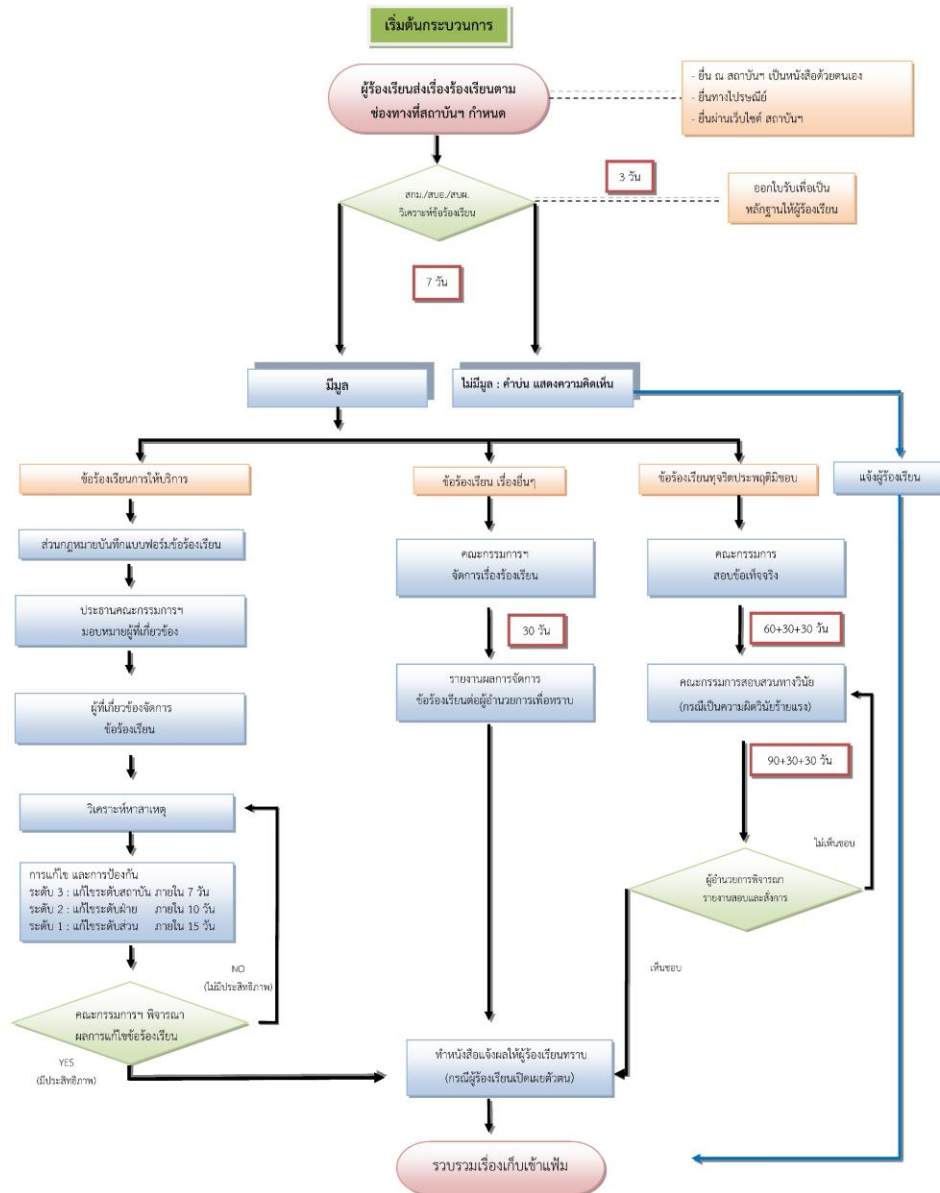 เริ่มต้นกระบวนการ
ผู้ร้องเรียนส่งเรื่องร้องเรียนตาม
ช่องทางที่สถาบันฯ กำหนด
- ยื่น ณ สถาบันฯ เป็นหนังสือด้วยตนเอง
- ยื่นทางไปรษณีย์
- ยื่นผ่านเว็บไซต์ สถาบันฯ
สกม./สบอ./สบผ.
วิเคราะห์ข้อร้องเรียน
3 วัน
ออกใบรับเพื่อเป็น
หลักฐานให้ผู้ร้องเรียน
7 วัน
มีมูล
ไม่มีมูล : คำบ่น แสดงความคิดเห็น
ข้อร้องเรียนการให้บริการ
ข้อร้องเรียน เรื่องอื่นๆ
ข้อร้องเรียนทุจริตประพฤติมิชอบ
แจ้งผู้ร้องเรียน
ส่วนกฎหมายบันทึกแบบฟอร์มข้อร้องเรียน
คณะกรรมการฯ
จัดการเรื่องร้องเรียน
คณะกรรมการ
สอบข้อเท็จจริง
ประธานคณะกรรมการฯ
มอบหมายผู้ที่เกี่ยวข้อง
30 วัน
60+30+30 วัน
รายงานผลการจัดการ
ข้อร้องเรียนต่อผู้อำนวยการเพื่อทราบ
คณะกรรมการสอบสวนทางวินัย
(กรณีเป็นความผิดวินัยร้ายแรง)
ผู้ที่เกี่ยวข้องจัดการ
ข้อร้องเรียน
90+30+30 วัน
วิเคราะห์หาสาเหตุ
ไม่เห็นชอบ
การแก้ไข และการป้องกัน
ระดับ 3 : แก้ไขระดับสถาบัน ภายใน 7 วัน
ระดับ 2 : แก้ไขระดับฝ่าย ภายใน 10 วัน
ระดับ 1 : แก้ไขระดับส่วน ภายใน 15 วัน
ผู้อำนวยการพิจารณา
รายงานสอบและสั่งการ
เห็นชอบ
NO
(ไม่มีประสิทธิภาพ)
คณะกรรมการฯ พิจารณา
ผลการแก้ไขข้อร้องเรียน
YES
(มีประสิทธิภาพ)
ทำหนังสือแจ้งผลให้ผู้ร้องเรียนทราบ
(กรณีผู้ร้องเรียนเปิดเผยตัวตน)
รวบรวมเรื่องเก็บเข้าแฟ้ม